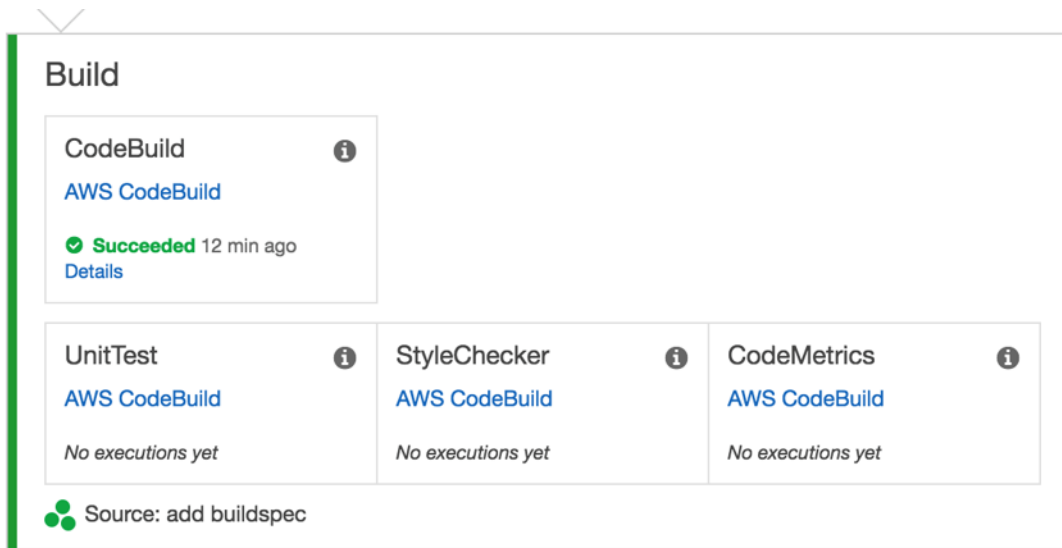 Build
CodeBuild
AWS CodeBuild
Succeeded 12 min ago
Details
UnitTest
AWS CodeBuild
No executions yet
StyleChecker
AWS CodeBuild
No executions yet
CodeMetrics
AWS CodeBuild
No executions yet
Source: add buildspec